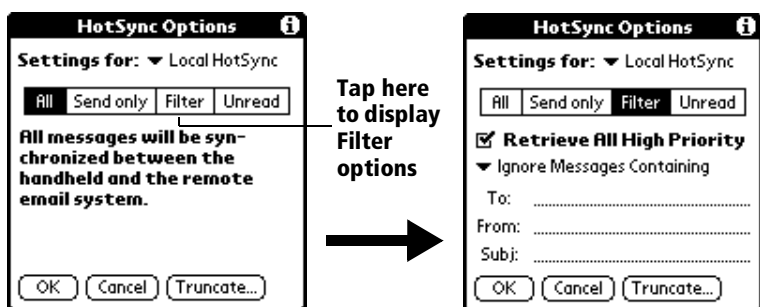 HotSync Options
Settings for: Local HotSync
All Send only Filter Unread
All messages will be syn-
chronized between the
handheld and the remote
email system.
OK Cancel Truncate...
Tap here
to display
Filter
options
HotSync Options
Settings for: Local HotSync
All Send only Filter Unread
Retrieve All High Priority
Ignore Messages Containing
To:
From:
Subj:
OK Cancel Truncate...